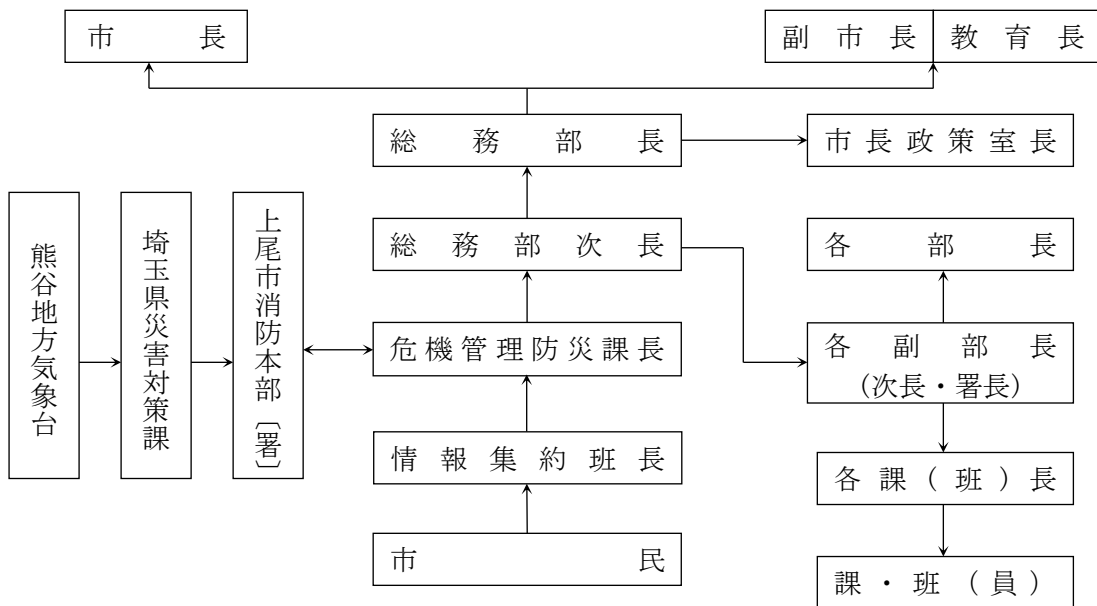 市長
副市長
教育長
総務部長
市長政策室長
熊谷地方気象台
埼玉県災害対策課
上尾市消防本部〔署〕
総務部次長
各部長
危機管理防災課長
各副部長
(次長・署長)
情報集約班長
各課(班)長
市民
課・班(員)